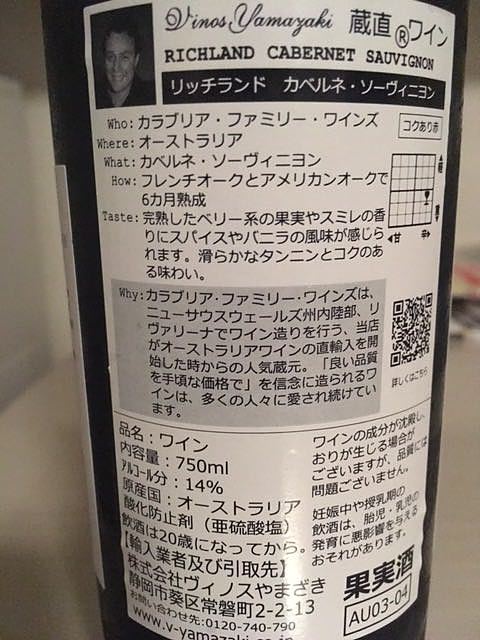 Vinos Yamazaki 蔵直®ワイン
RICHLAND CABERNET SAUVIGNON
リッチランド カベルネ・ソーヴィニヨン
Who: カラブリア・ファミリー・ワインズ
コクあり赤
Where: オーストラリア
What: カベルネ・ソーヴィニヨン
How: フレンチオークとアメリカンオークで
6カ月熟成
Taste: 完熟したベリー系の果実やスミレの香
りにスパイスやバニラの風味が感じら
れます。滑らかなタンニンとコクのあ
る味わい。
軽
重
甘 辛
Why: カラブリア・ファミリー・ワインズは、
ニューサウスウェールズ州内陸部、リ
ヴァリーナでワイン造りを行う、当店
がオーストラリアワインの直輸入を開
始した時からの人気蔵元。「良い品質
を手頃な価格で」を信念に造られるワ
インは、多くの人々に愛され続けてい
ます。
詳しくはこちら
品名：ワイン
内容量：750ml
アルコール分：14%
原産国：オーストラリア
酸化防止剤（亜硫酸塩）
飲酒は20歳になってから。
【輸入業者及び引取先】
株式会社ヴィノスやまざき
静岡市葵区常磐町2-2-13
お問い合わせ先:0120-740-790
www.v-yamazaki.co.jp
ワインの成分が沈殿し、
おりが生じる場合が
ございますが、品質には
問題ございません。
妊娠中や授乳期の
飲酒は、胎児・乳児の
発育に悪影響を与える
おそれがあります。
果実酒
AU03-04